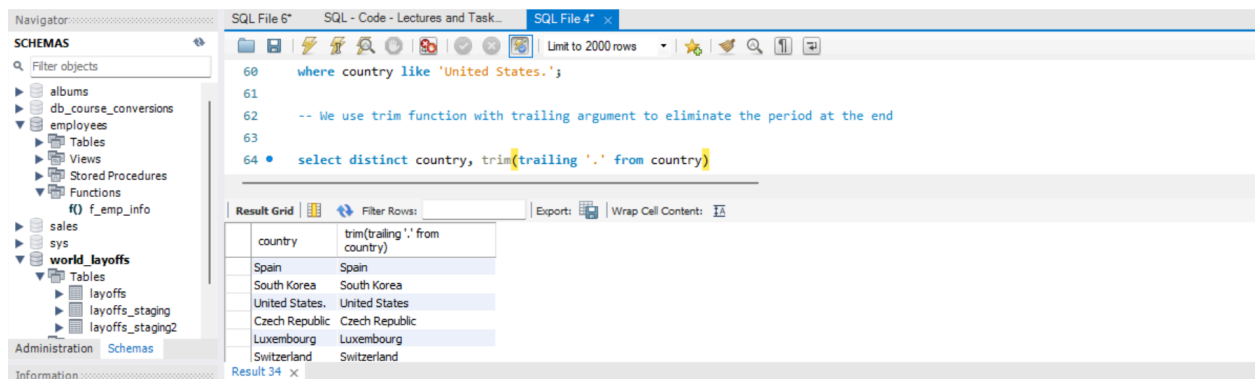 Navigator
SQL File 6*
SQL - Code - Lectures and Task...
SQL File 4* ×
SCHEMAS
Limit to 2000 rows
Filter objects
albums
db_course_conversions
employees
Tables
Views
Stored Procedures
Functions
f() f_emp_info
sales
sys
world_layoffs
Tables
layoffs
layoffs_staging
layoffs_staging2
Administration Schemas
Information
60 where country like 'United States.';
61
62 -- We use trim function with trailing argument to eliminate the period at the end
63
64 select distinct country, trim(trailing '.' from country)
Result Grid Filter Rows: Export: Wrap Cell Content: IA
country trim(trailing '.' from
country)
Spain Spain
South Korea South Korea
United States. United States
Czech Republic Czech Republic
Luxembourg Luxembourg
Switzerland Switzerland
Result 34 ×